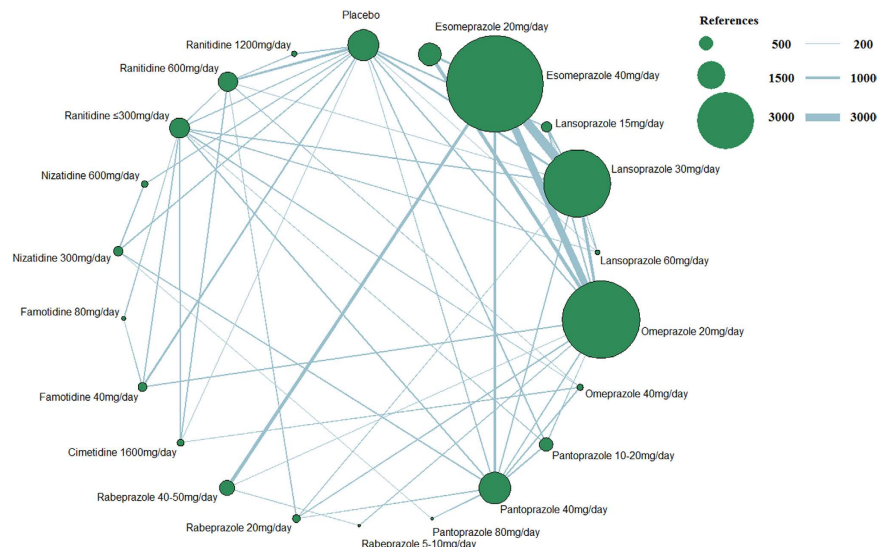 Placebo
Esomeprazole 20mg/day
References
Ranitidine 1200mg/day
500
200
Ranitidine 600mg/day
Esomeprazole 40mg/day
1500
1000
Ranitidine ≤300mg/day
Lansoprazole 15mg/day
3000
3000
Lansoprazole 30mg/day
Nizatidine 600mg/day
Nizatidine 300mg/day
Lansoprazole 60mg/day
Famotidine 80mg/day
Omeprazole 20mg/day
Famotidine 40mg/day
Omeprazole 40mg/day
Cimetidine 1600mg/day
Pantoprazole 10-20mg/day
Rabeprazole 40-50mg/day
Pantoprazole 40mg/day
Rabeprazole 20mg/day
Pantoprazole 80mg/day
Rabeprazole 5-10mg/day